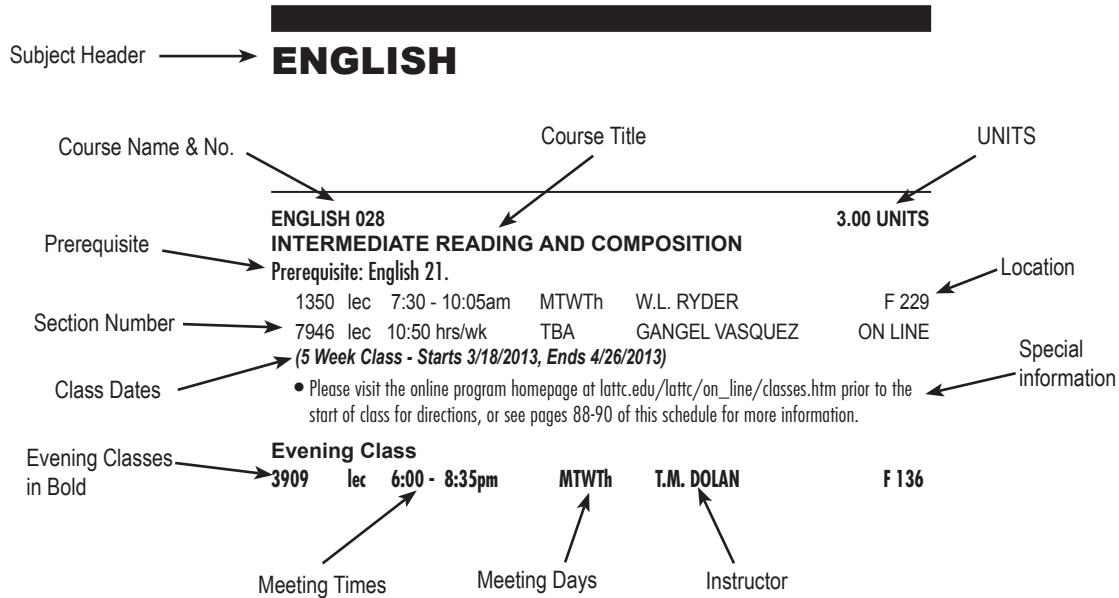 Subject Header
ENGLISH
Course Name & No.
Course Title
UNITS
ENGLISH 028 3.00 UNITS
INTERMEDIATE READING AND COMPOSITION
Prerequisite
Prerequisite: English 21.
Location
1350 lec 7:30 - 10:05am MTWTh W.L. RYDER F 229
Section Number
7946 lec 10:50 hrs/wk TBA GANGEL VASQUEZ ON LINE
(5 Week Class - Starts 3/18/2013, Ends 4/26/2013)
Special
information
Class Dates
• Please visit the online program homepage at lattc.edu/lattc/on_line/classes.htm prior to the
start of class for directions, or see pages 88-90 of this schedule for more information.
Evening Classes
in Bold
Evening Class
3909 lec 6:00 - 8:35pm MTWTh T.M. DOLAN F 136
Meeting Times
Meeting Days
Instructor